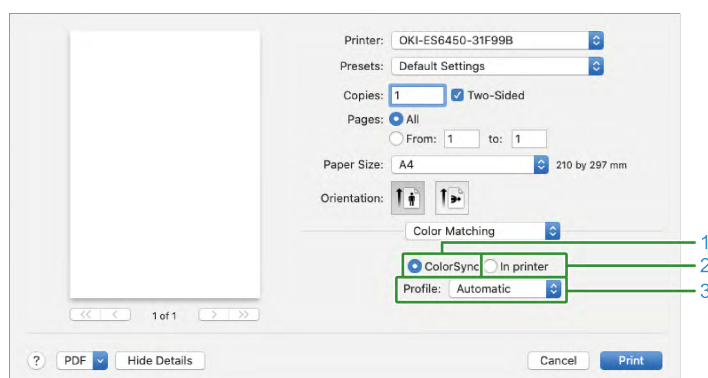 Printer: OKI-ES6450-31F99B
Presets: Default Settings
Copies: 1 Two-Sided
Pages: All
From: 1 to: 1
Paper Size: A4 210 by 297 mm
Orientation:
Color Matching
1
ColorSync In printer 2
Profile: Automatic 3
1 of 1
? PDF Hide Details Cancel Print